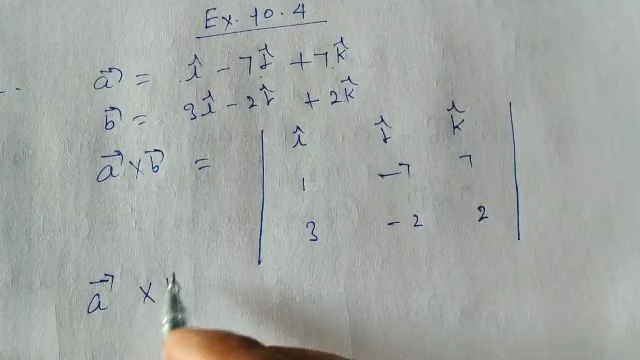 Ex. 10.4
a⃗ = î - 7ĵ + 7k̂
b⃗ = 3î - 2ĵ + 2k̂
a⃗ × b⃗ = | î ĵ k̂ |
1 -7 7
3 -2 2
a⃗ ×